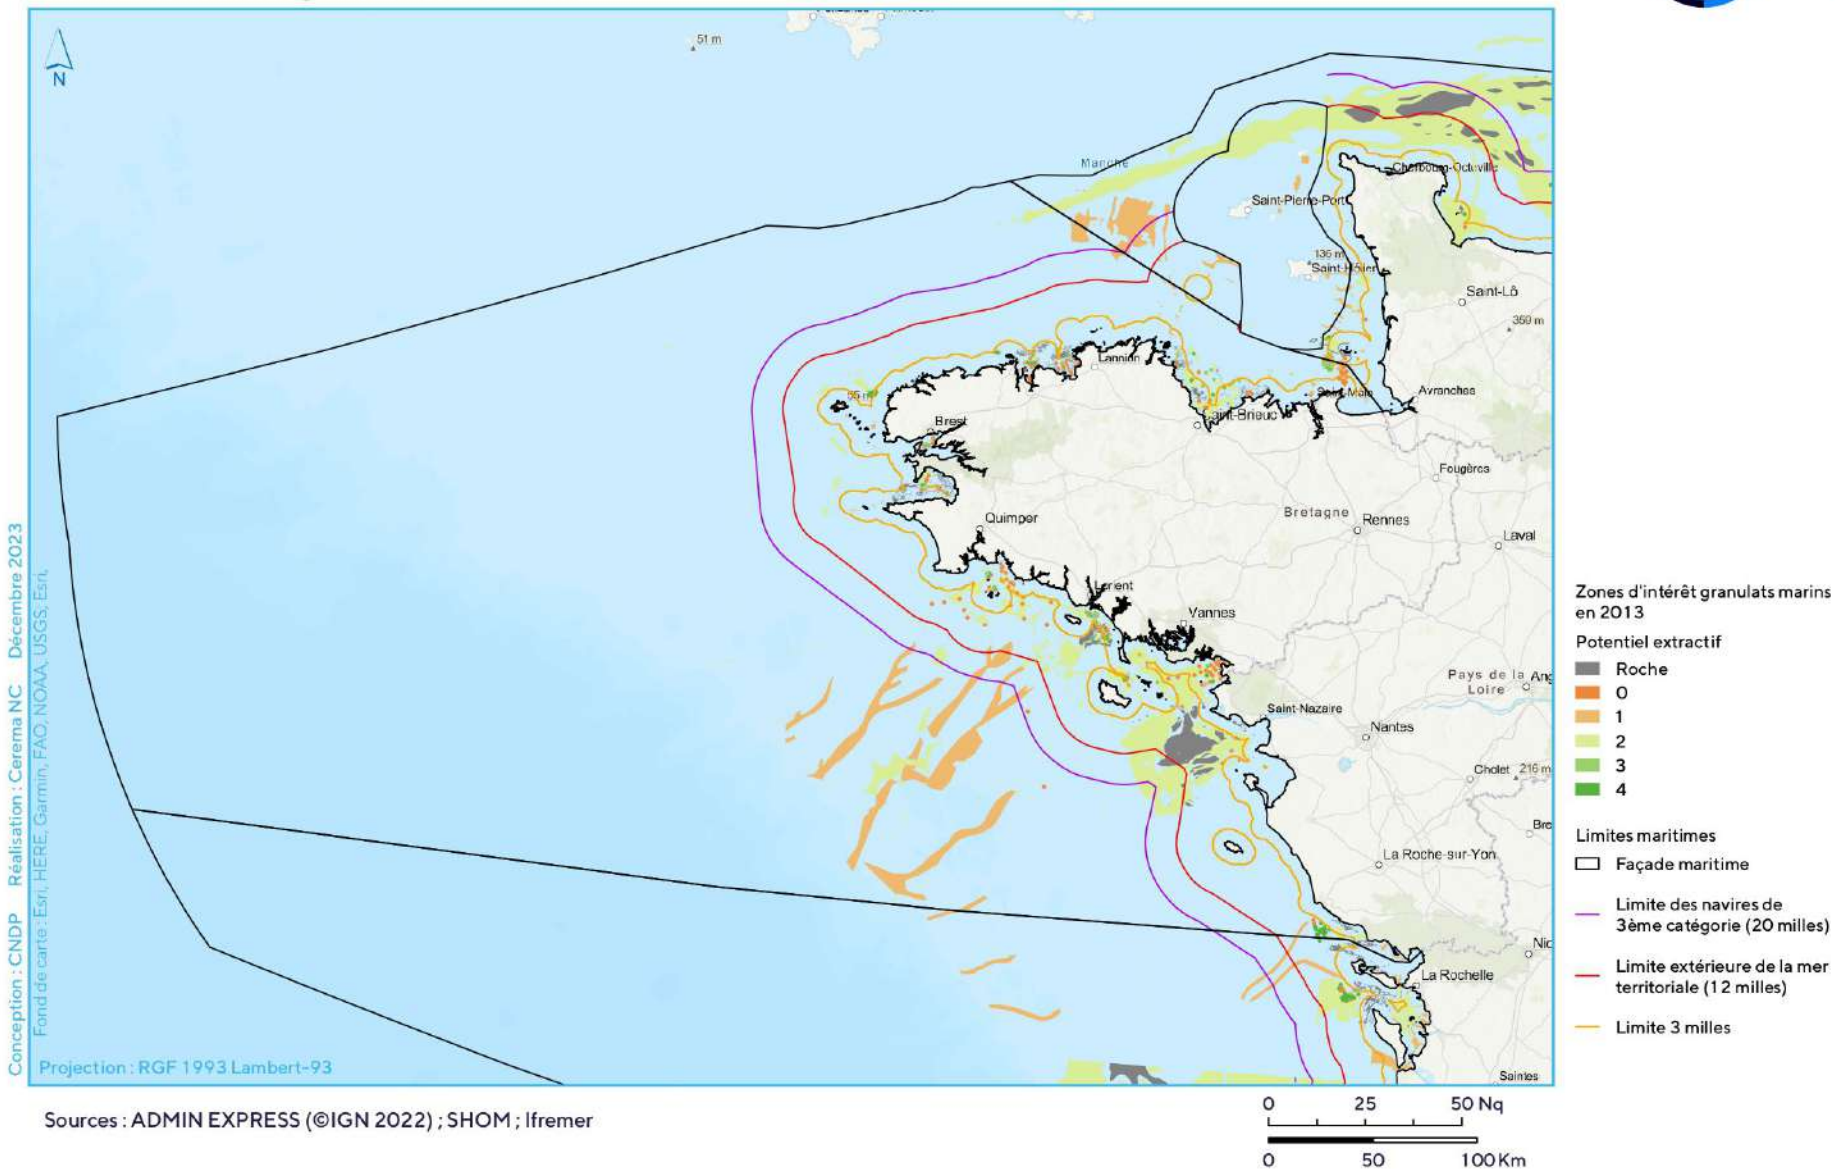 51 m
N
Manche
Cherbourg-Octeville
Saint-Pierre-Port
136 m
Saint-Hélier
Saint-Lô
359 m
Lannion
Avranches
Saint-Malo
55 m
Brest
Saint-Brieuc
Fougères
Quimper
Bretagne
Rennes
Laval
Lorient
Vannes
Pays de la
Loire
Ang
Saint-Nazaire
Nantes
Cholet
216 m
Bre
La Roche-sur-Yon
Nio
La Rochelle
Saintes
Projection : RGF 1993 Lambert-93
Conception : CNDP Réalisation : Cerema NC Décembre 2023
Fond de carte : Esri, HERE, Garmin, FAO, NOAA, USGS, Esri,
Zones d'intérêt granulats marins
en 2013
Potentiel extractif
Roche
0
1
2
3
4
Limites maritimes
Façade maritime
Limite des navires de
3ème catégorie (20 milles)
Limite extérieure de la mer
territoriale (12 milles)
Limite 3 milles
Sources : ADMIN EXPRESS (©IGN 2022) ; SHOM ; Ifremer
0 25 50 Nq
0 50 100 Km